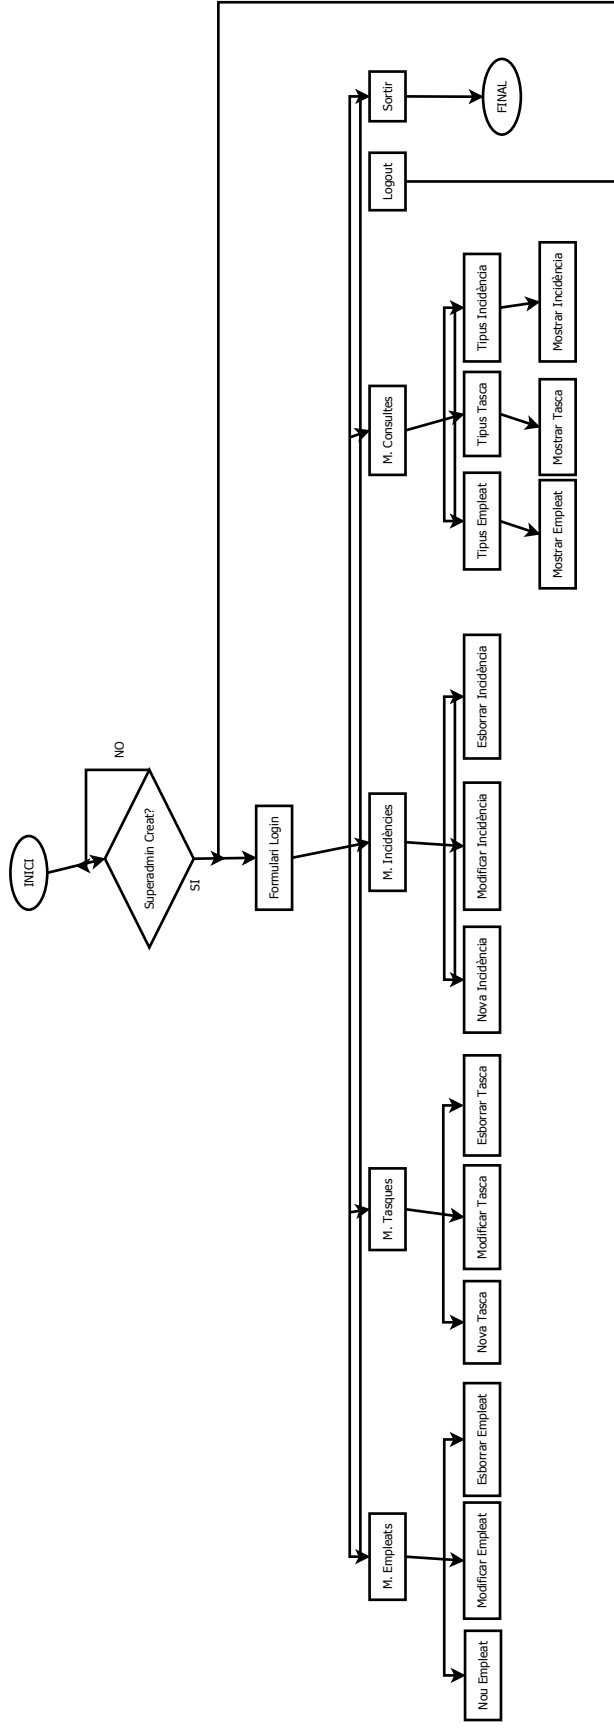 INICI
NO
Superadmin Creat?
SI
Formulari Login
M. Empleats
M. Tasques
M. Incidències
M. Consultes
Logout
Sortir
Nou Empleat
Modificar Empleat
Esborrar Empleat
Nova Tasca
Modificar Tasca
Esborrar Tasca
Nova Incidència
Modificar Incidència
Esborrar Incidència
Tipus Empleat
Tipus Tasca
Tipus Incidència
FINAL
Mostrar Empleat
Mostrar Tasca
Mostrar Incidència